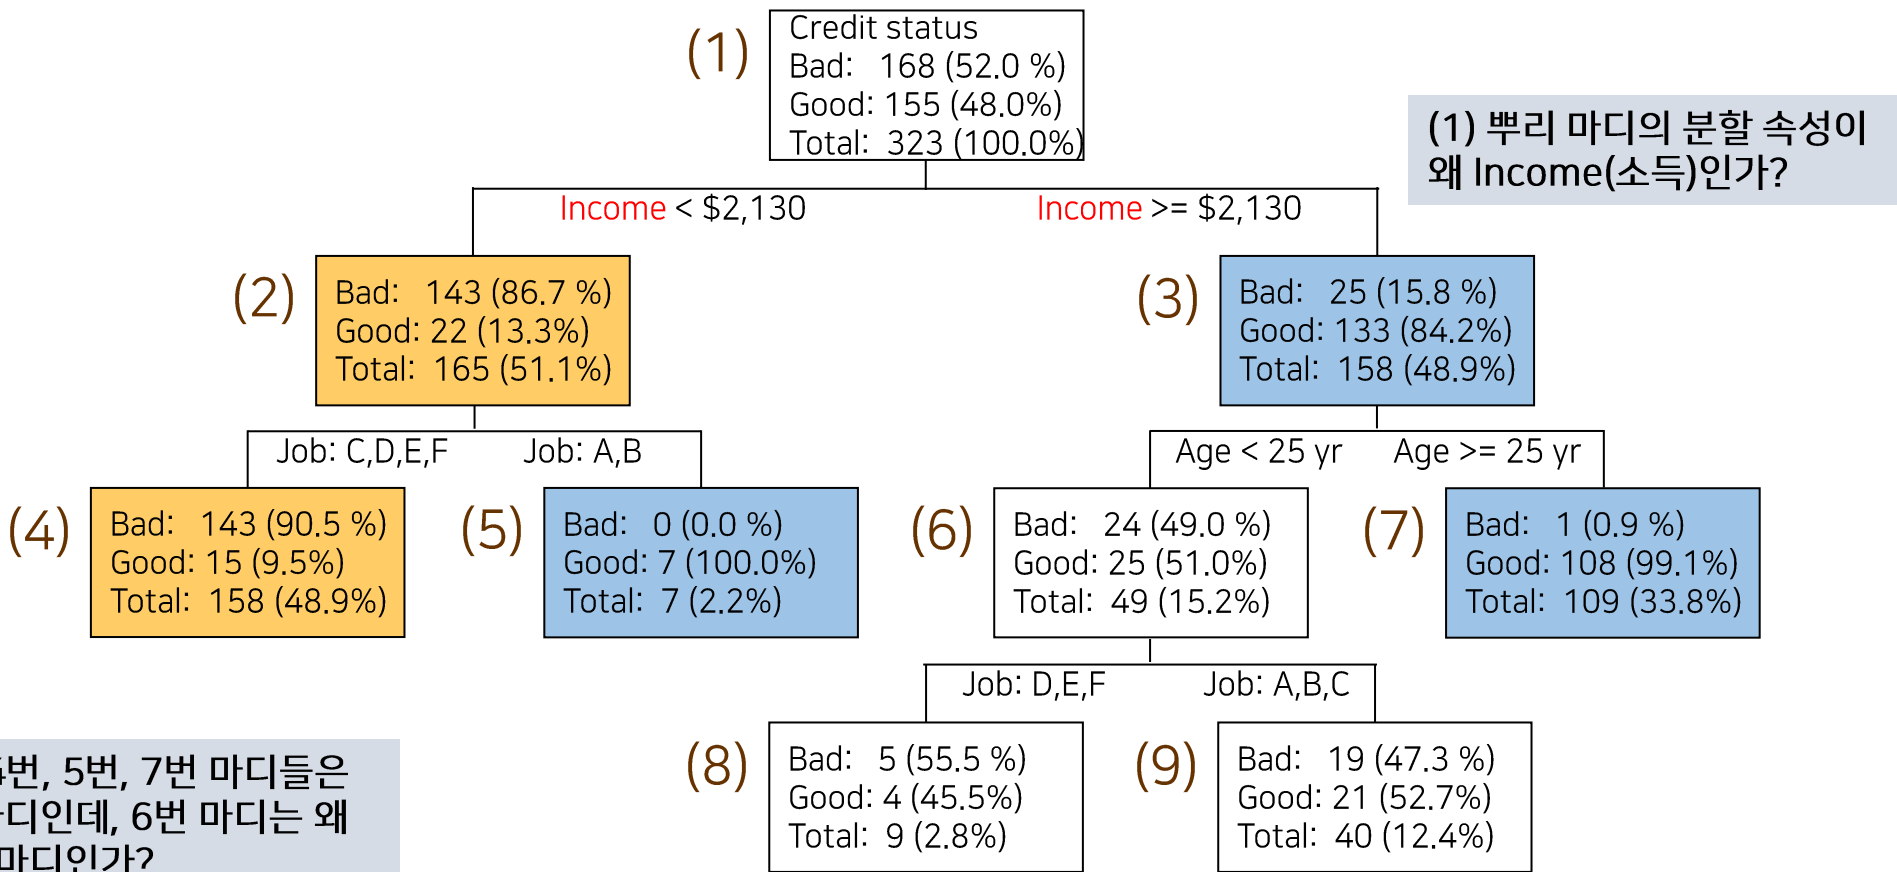 (1)
Credit status
Bad: 168 (52.0 %)
Good: 155 (48.0%)
Total: 323 (100.0%)
(1) 뿌리 마디의 분할 속성이
왜 Income(소득)인가?
Income < $2,130
Income >= $2,130
(2)
Bad: 143 (86.7 %)
Good: 22 (13.3%)
Total: 165 (51.1%)
(3)
Bad: 25 (15.8 %)
Good: 133 (84.2%)
Total: 158 (48.9%)
Job: C,D,E,F
Job: A,B
Age < 25 yr
Age >= 25 yr
(4)
Bad: 143 (90.5 %)
Good: 15 (9.5%)
Total: 158 (48.9%)
(5)
Bad: 0 (0.0 %)
Good: 7 (100.0%)
Total: 7 (2.2%)
(6)
Bad: 24 (49.0 %)
Good: 25 (51.0%)
Total: 49 (15.2%)
(7)
Bad: 1 (0.9 %)
Good: 108 (99.1%)
Total: 109 (33.8%)
Job: D,E,F
Job: A,B,C
(8)
Bad: 5 (55.5 %)
Good: 4 (45.5%)
Total: 9 (2.8%)
(9)
Bad: 19 (47.3 %)
Good: 21 (52.7%)
Total: 40 (12.4%)
4번, 5번, 7번 마디들은
디인데, 6번 마디는 왜
마디인가?